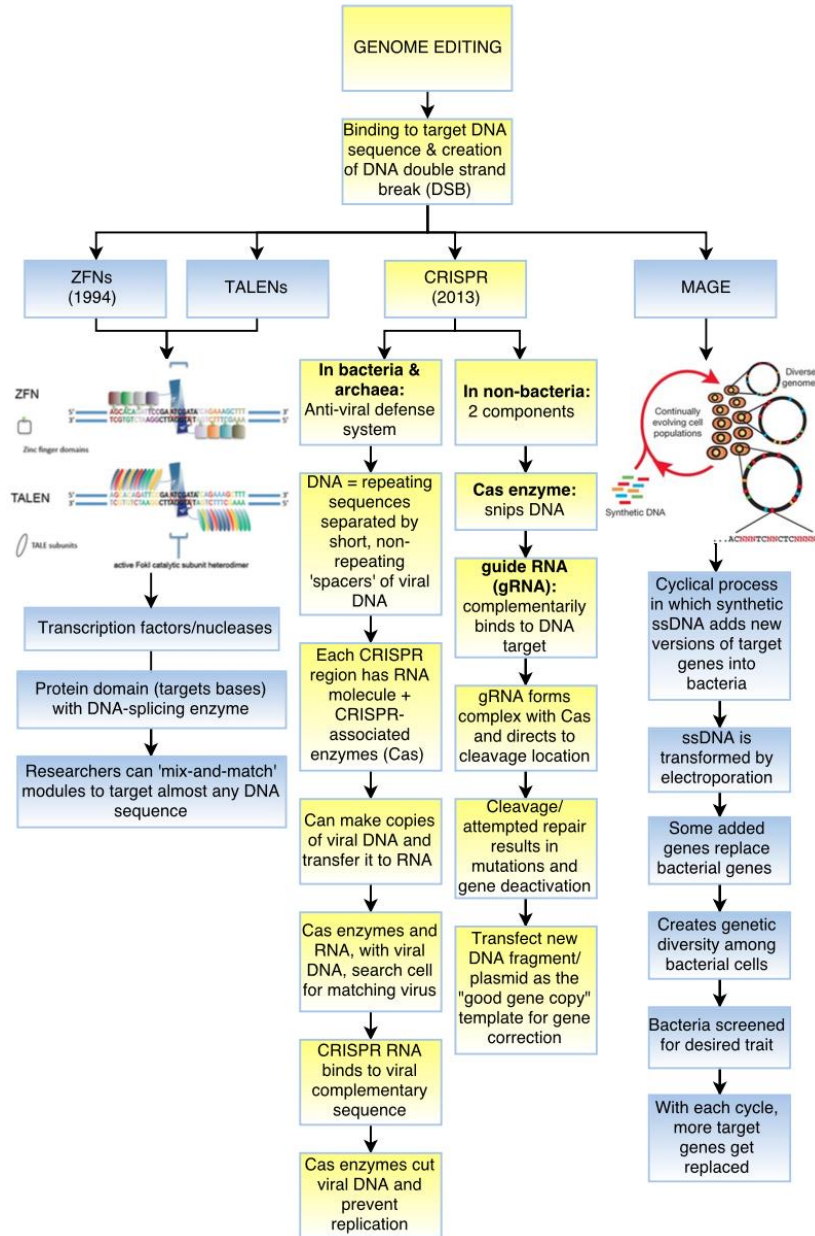 GENOME EDITING
Binding to target DNA
sequence & creation
of DNA double strand
break (DSB)
ZFNs
(1994)
TALENs
CRISPR
(2013)
MAGE
ZFN
5'
3'
3'
5'
Zinc finger domains
TALEN
5'
3'
3'
5'
TALE subunits
active FokI catalytic subunit heterodimer
Transcription factors/nucleases
Protein domain (targets bases)
with DNA-splicing enzyme
Researchers can 'mix-and-match'
modules to target almost any DNA
sequence
In bacteria &
archaea:
Anti-viral defense
system
DNA = repeating
sequences
separated by
short, non-
repeating
'spacers' of viral
DNA
Each CRISPR
region has RNA
molecule +
CRISPR-
associated
enzymes (Cas)
Can make copies
of viral DNA and
transfer it to RNA
Cas enzymes and
RNA, with viral
DNA, search cell
for matching virus
CRISPR RNA
binds to viral
complementary
sequence
Cas enzymes cut
viral DNA and
prevent
replication
In non-bacteria:
2 components
Cas enzyme:
snips DNA
guide RNA
(gRNA):
complementarily
binds to DNA
target
gRNA forms
complex with Cas
and directs to
cleavage location
Cleavage/
attempted repair
results in
mutations and
gene deactivation
Transfect new
DNA fragment/
plasmid as the
"good gene copy"
template for gene
correction
Diverse
genome
Continually
evolving cell
populations
Synthetic DNA
...ACNNNTCNNCTCNNNN
Cyclical process
in which synthetic
ssDNA adds new
versions of target
genes into
bacteria
ssDNA is
transformed by
electroporation
Some added
genes replace
bacterial genes
Creates genetic
diversity among
bacterial cells
Bacteria screened
for desired trait
With each cycle,
more target
genes get
replaced